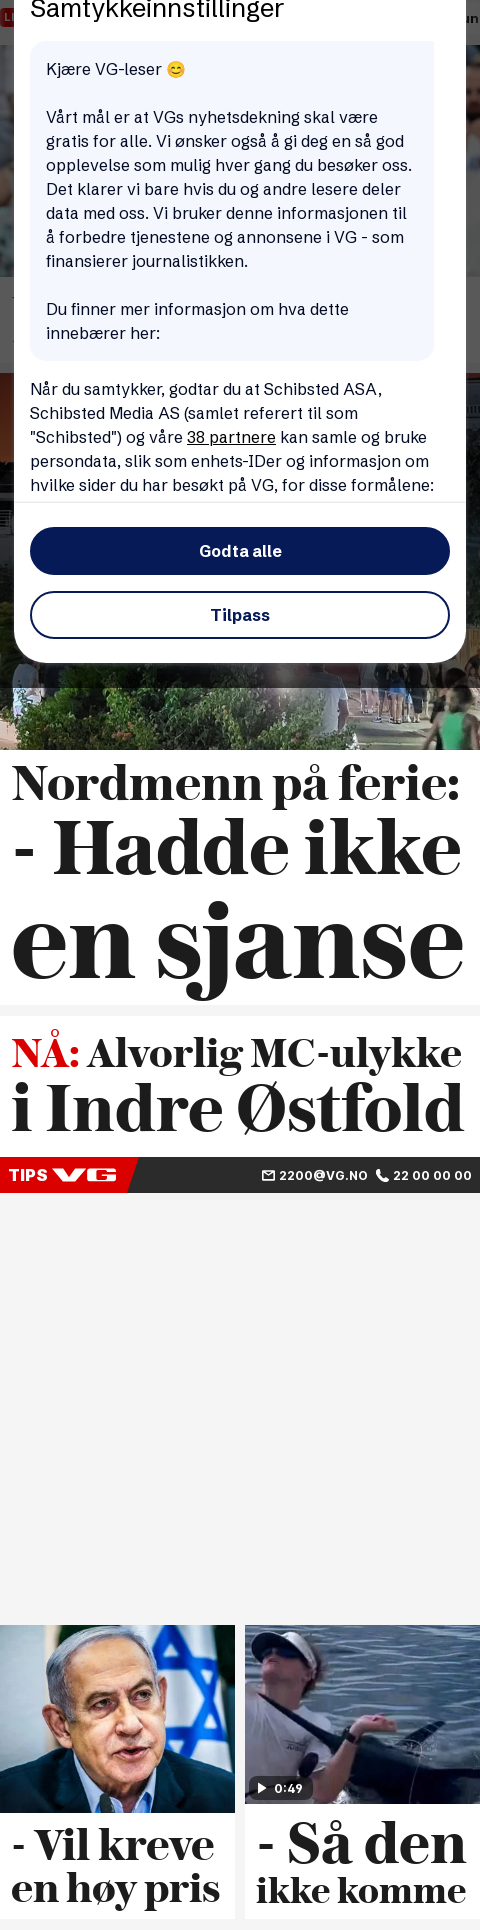 Samtykkeinnstillinger
Kjære VG-leser 😊
Vårt mål er at VGs nyhetsdekning skal være
gratis for alle. Vi ønsker også å gi deg en så god
opplevelse som mulig hver gang du besøker oss.
Det klarer vi bare hvis du og andre lesere deler
data med oss. Vi bruker denne informasjonen til
å forbedre tjenestene og annonsene i VG - som
finansierer journalistikken.
Du finner mer informasjon om hva dette
innebærer her:
Når du samtykker, godtar du at Schibsted ASA,
Schibsted Media AS (samlet referert til som
"Schibsted") og våre 38 partnere kan samle og bruke
persondata, slik som enhets-IDer og informasjon om
hvilke sider du har besøkt på VG, for disse formålene:
Godta alle
Tilpass
Nordmenn på ferie:
- Hadde ikke
en sjanse
NÅ: Alvorlig MC-ulykke
i Indre Østfold
TIPS VG 2200@VG.NO 22 00 00 00
- Vil kreve
en høy pris
0:49
- Så den
ikke komme